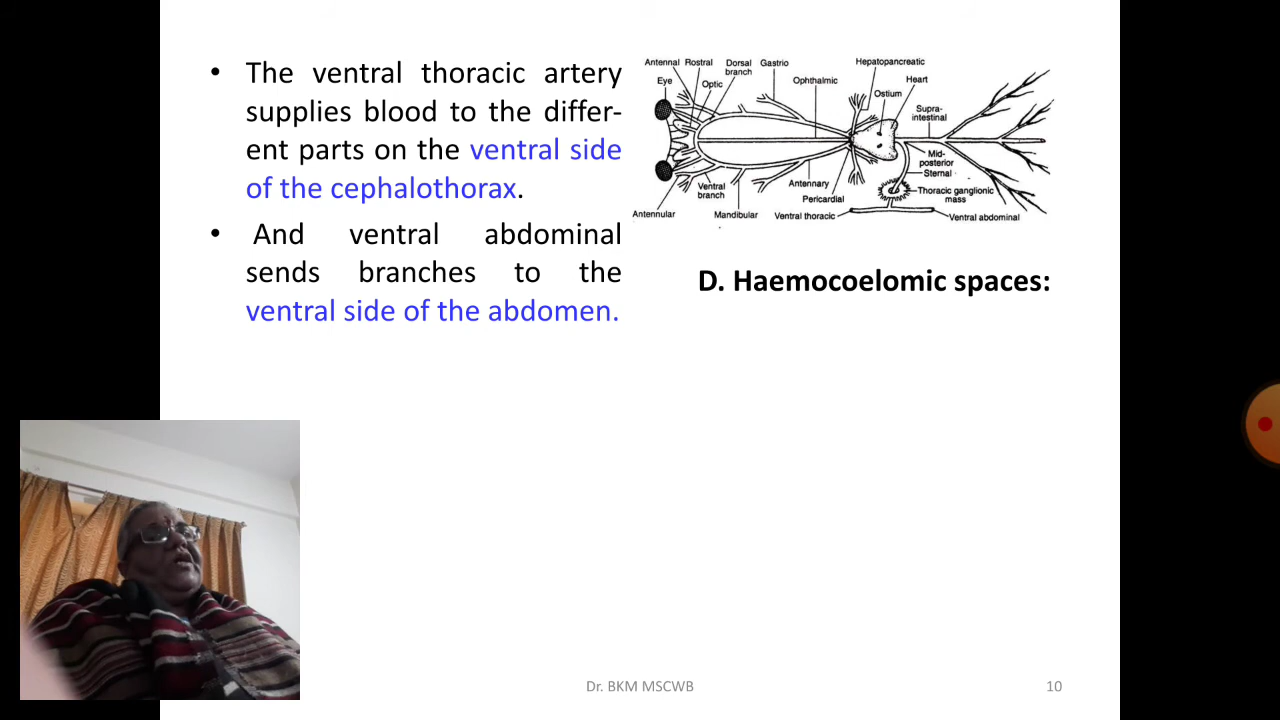 • The ventral thoracic artery
supplies blood to the differ-
ent parts on the ventral side
of the cephalothorax.
• And ventral abdominal
sends branches to the
ventral side of the abdomen.
Antennal Rostral Dorsal branch Gastrio Hepatopancreatic
Eye Optic Ophthalmic Heart
Ostium
Supra-
intestinal
Mid-
posterior
Sternal
Thoracic ganglionic
mass
Ventral
branch
Antennary
Pericardial
Antennular Mandibular Ventral thoracic Ventral abdominal
D. Haemocoelomic spaces:
Dr. BKM MSCWB
10